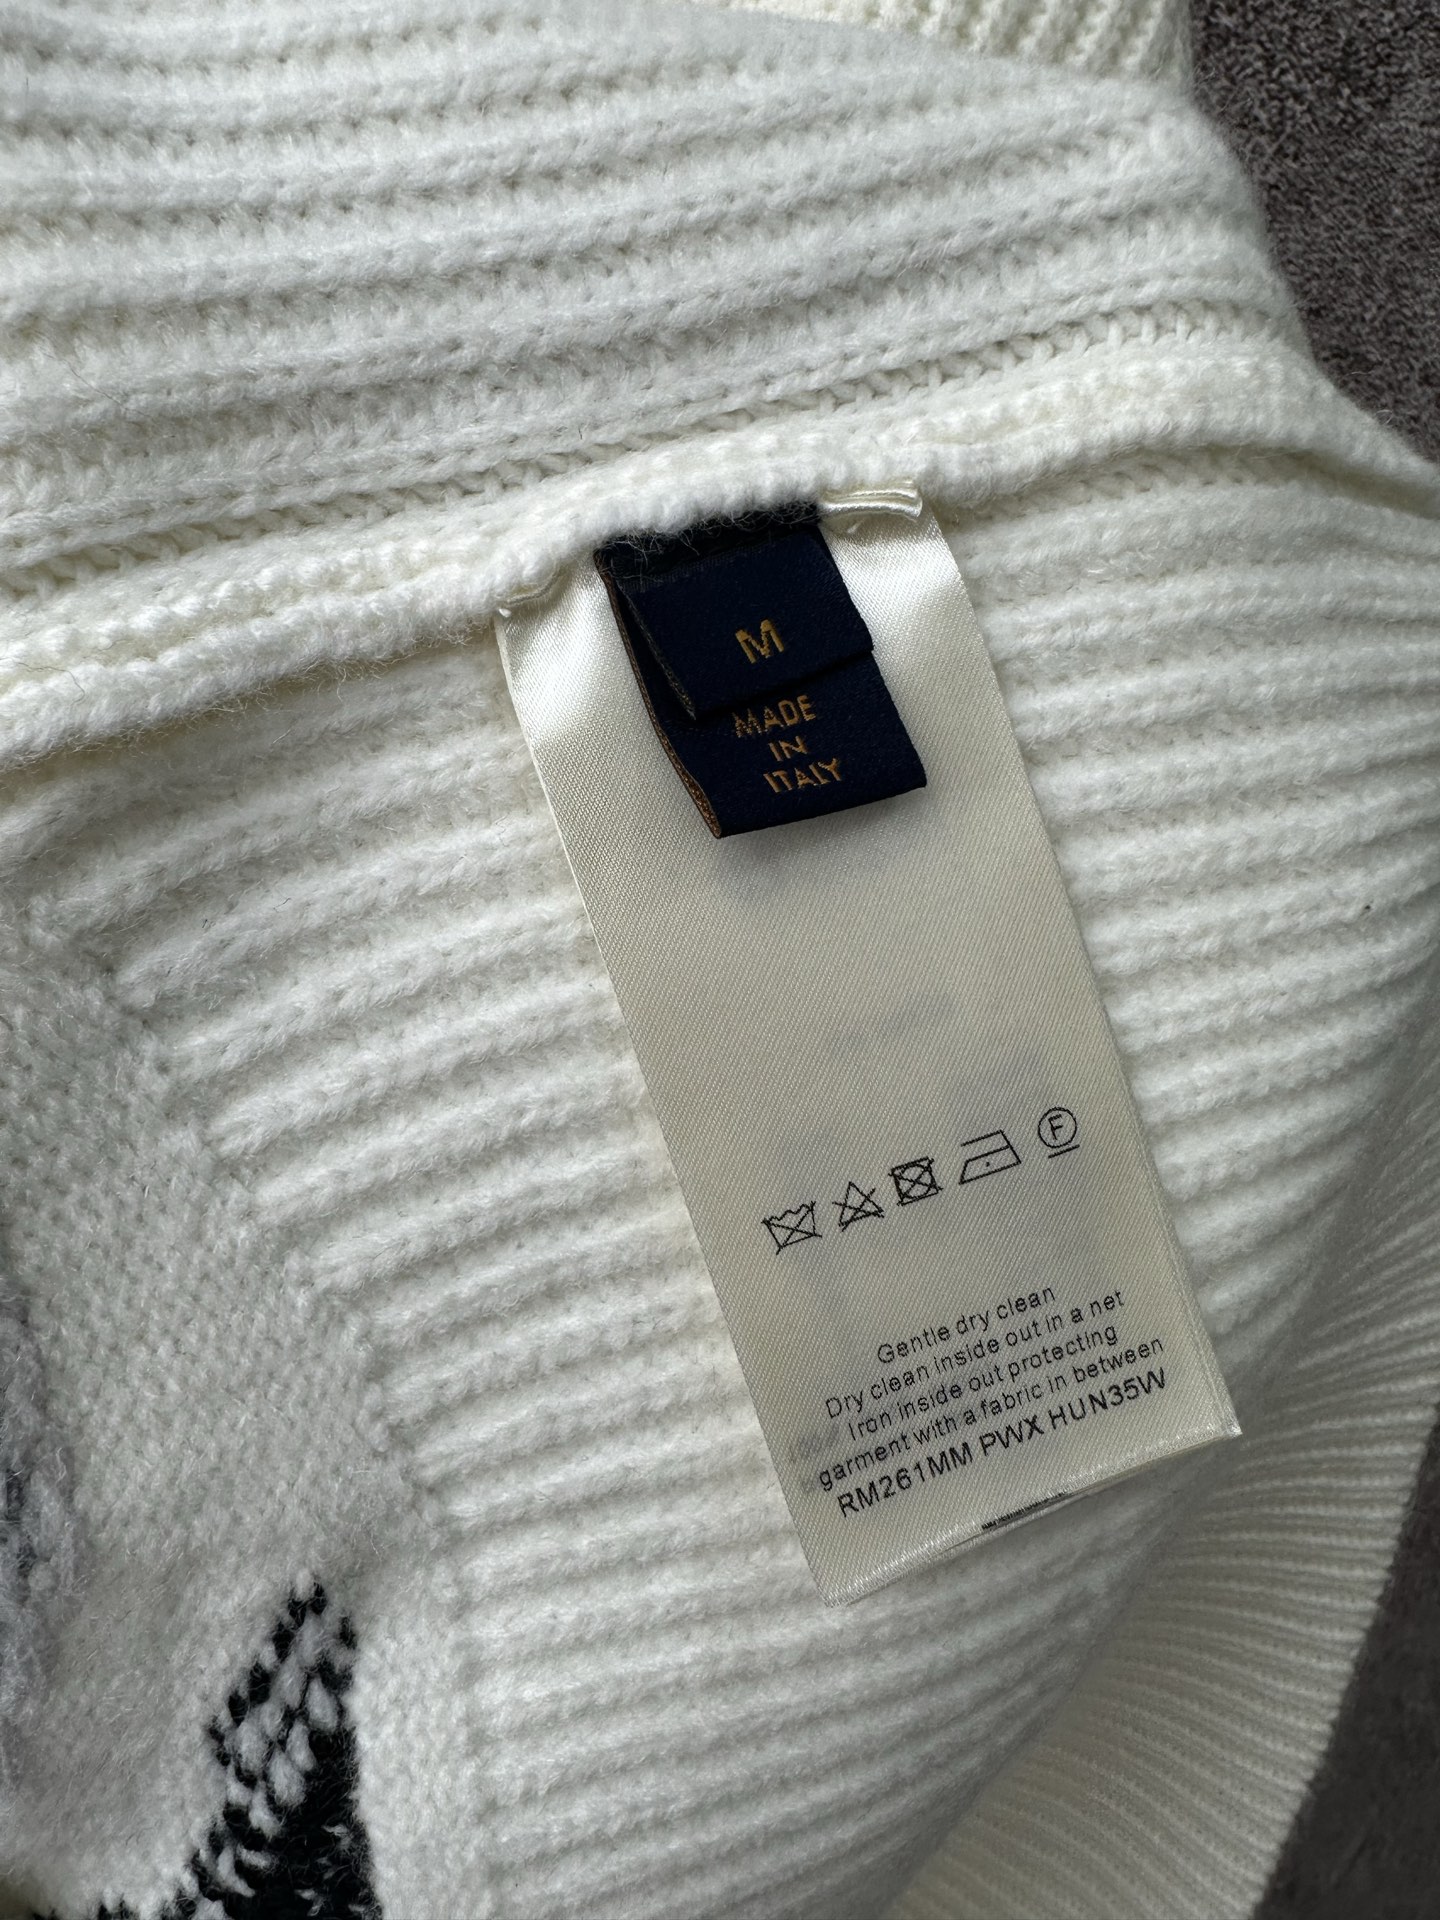 M
MADE
IN
ITALY
F
Gentle dry clean
Dry clean inside out in a net
Iron inside out protecting
garment with a fabric in between
RM261MM PWX HUN35W